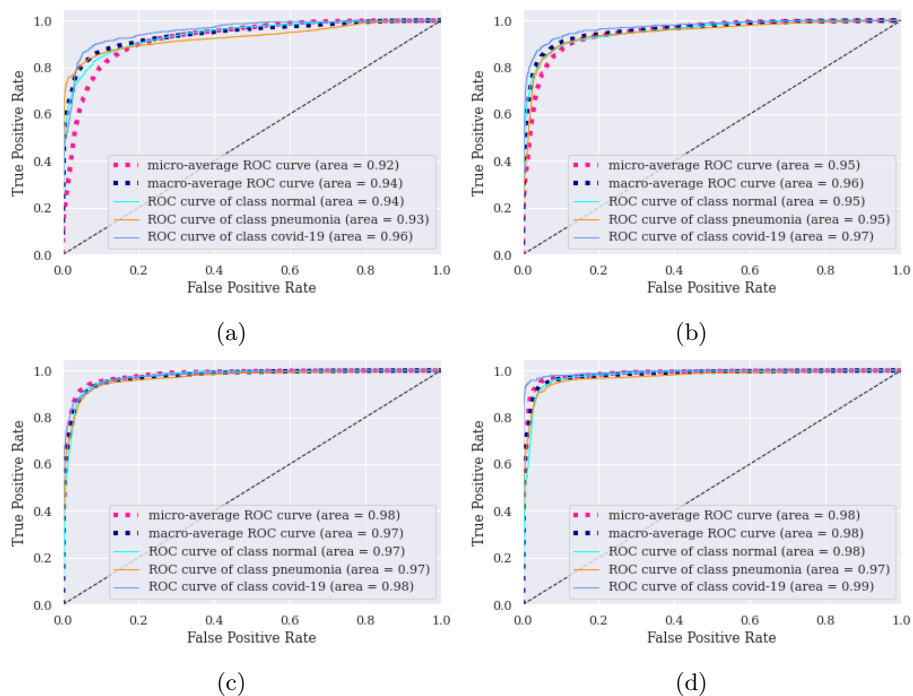 1.0
0.8
0.6
0.4
0.2
0.0
True Positive Rate
micro-average ROC curve (area = 0.92)
macro-average ROC curve (area = 0.94)
ROC curve of class normal (area = 0.94)
ROC curve of class pneumonia (area = 0.93)
ROC curve of class covid-19 (area = 0.96)
0.0 0.2 0.4 0.6 0.8 1.0
False Positive Rate
(a)
1.0
0.8
0.6
0.4
0.2
0.0
True Positive Rate
micro-average ROC curve (area = 0.95)
macro-average ROC curve (area = 0.96)
ROC curve of class normal (area = 0.95)
ROC curve of class pneumonia (area = 0.95)
ROC curve of class covid-19 (area = 0.97)
0.0 0.2 0.4 0.6 0.8 1.0
False Positive Rate
(b)
1.0
0.8
0.6
0.4
0.2
0.0
True Positive Rate
micro-average ROC curve (area = 0.98)
macro-average ROC curve (area = 0.97)
ROC curve of class normal (area = 0.97)
ROC curve of class pneumonia (area = 0.97)
ROC curve of class covid-19 (area = 0.98)
0.0 0.2 0.4 0.6 0.8 1.0
False Positive Rate
(c)
1.0
0.8
0.6
0.4
0.2
0.0
True Positive Rate
micro-average ROC curve (area = 0.98)
macro-average ROC curve (area = 0.98)
ROC curve of class normal (area = 0.98)
ROC curve of class pneumonia (area = 0.97)
ROC curve of class covid-19 (area = 0.99)
0.0 0.2 0.4 0.6 0.8 1.0
False Positive Rate
(d)